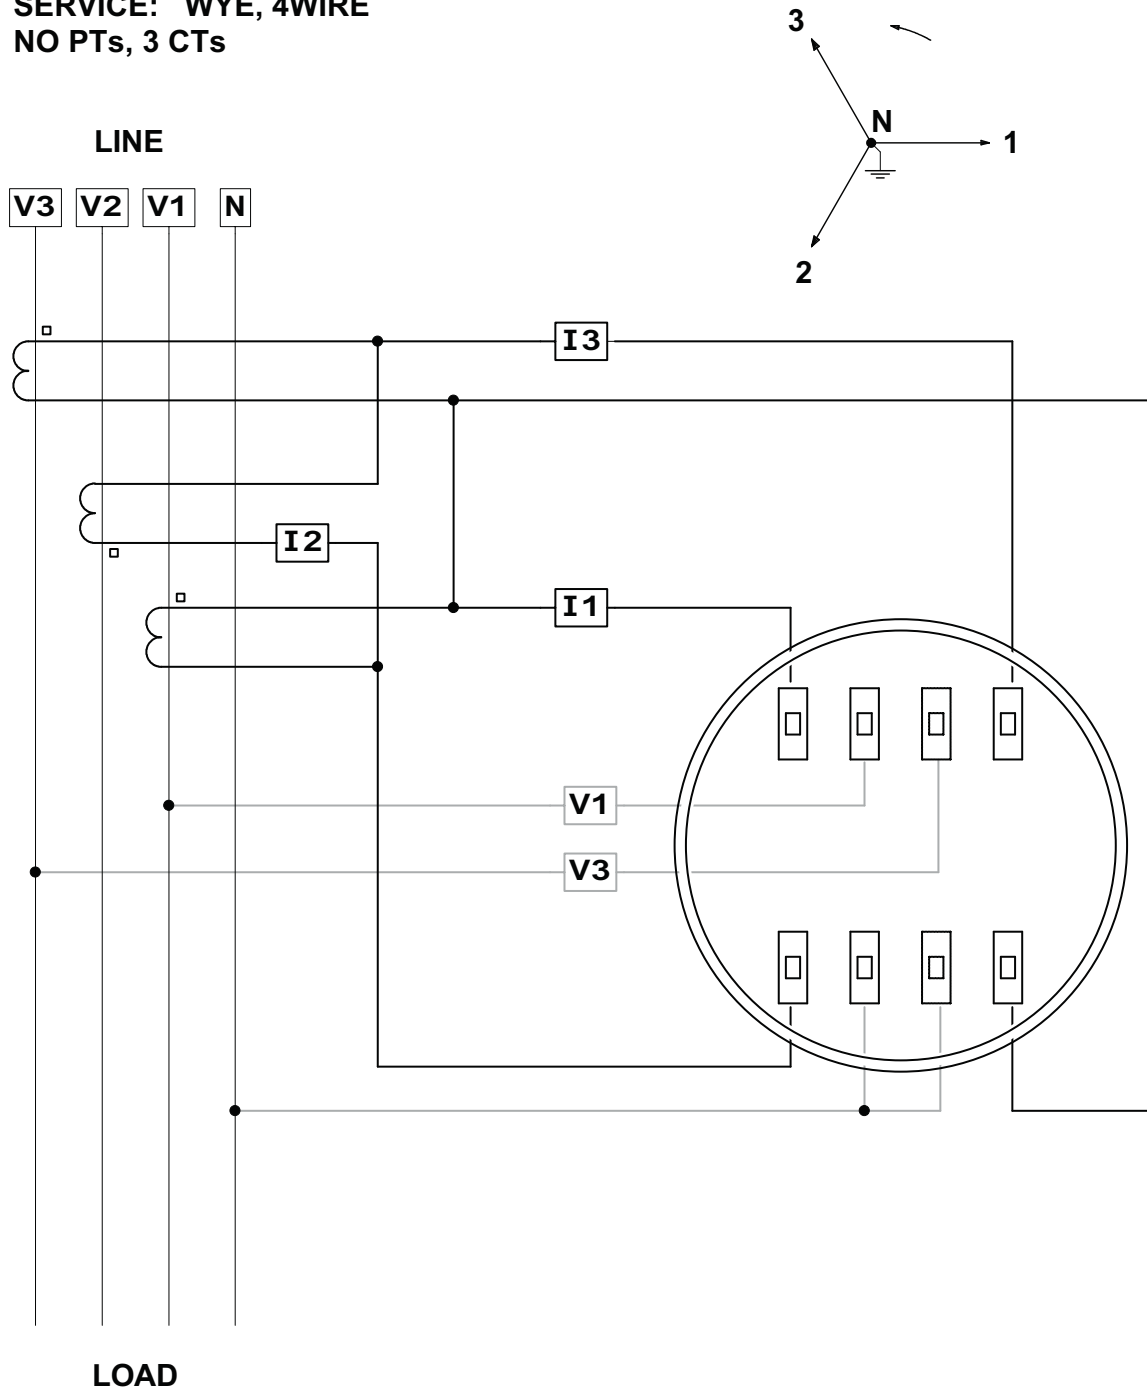 SERVICE: WYE, 4WIRE
NO PTs, 3 CTs
3
N
1
2
LINE
V3 V2 V1 N
I3
I2
I1
V1
V3
LOAD